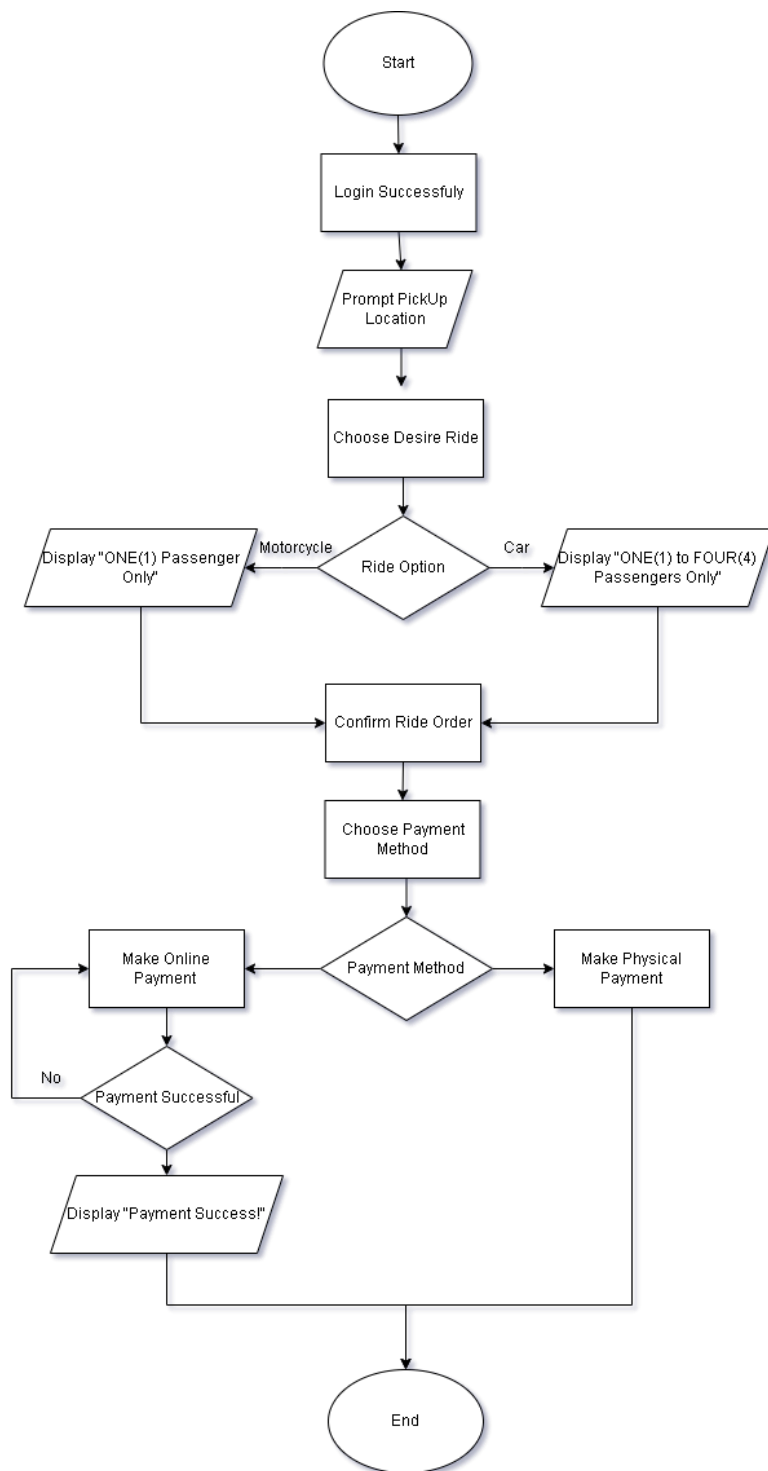 Start
Login Successfuly
Prompt PickUp
Location
Choose Desire Ride
Display "ONE(1) Passenger
Only"
Motorcycle
Ride Option
Car
Display "ONE(1) to FOUR(4)
Passengers Only"
Confirm Ride Order
Choose Payment
Method
Make Online
Payment
Payment Method
Make Physical
Payment
No
Payment Successful
Display "Payment Success!"
End